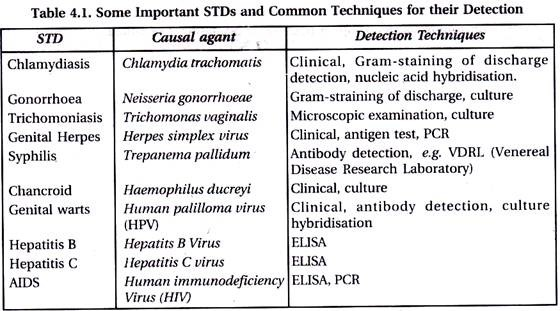 Table 4.1. Some Important STDs and Common Techniques for their Detection
STD Causal agant Detection Techniques
Chlamydiasis Chlamydia trachomatis Clinical, Gram-staining of discharge
detection, nucleic acid hybridisation.
Gonorrhoea Neisseria gonorrhoeae Gram-straining of discharge, culture
Trichomoniasis Trichomonas vaginalis Microscopic examination, culture
Genital Herpes Herpes simplex virus Clinical, antigen test, PCR
Syphilis Trepanema pallidum Antibody detection, e.g. VDRL (Venereal
Disease Research Laboratory)
Chancroid Haemophilus ducreyi Clinical, culture
Genital warts Human palilloma virus Clinical, antibody detection, culture
(HPV) hybridisation
Hepatitis B Hepatits B Virus ELISA
Hepatitis C Hepatitis C virus ELISA
AIDS Human immunodeficiency ELISA, PCR
Virus (HIV)